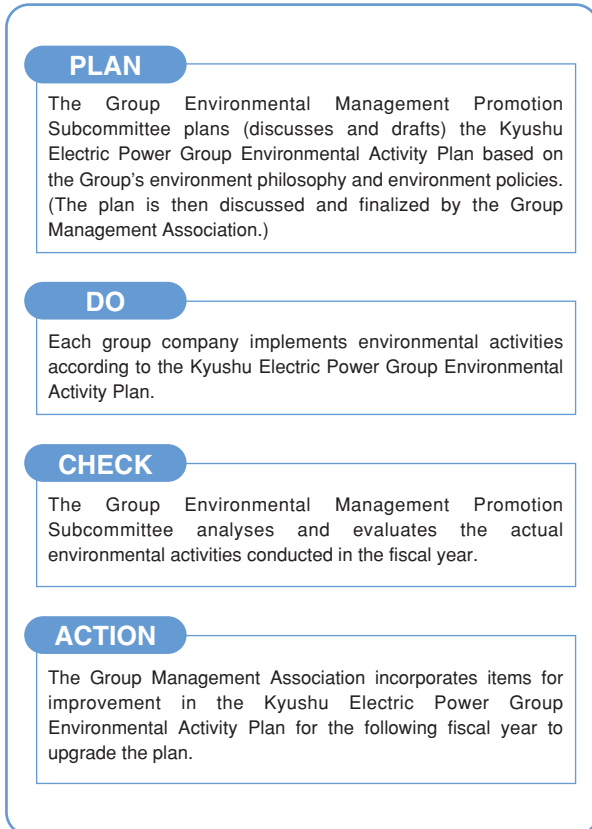 PLAN
The Group Environmental Management Promotion
Subcommittee plans (discusses and drafts) the Kyushu
Electric Power Group Environmental Activity Plan based on
the Group's environment philosophy and environment policies.
(The plan is then discussed and finalized by the Group
Management Association.)
DO
Each group company implements environmental activities
according to the Kyushu Electric Power Group Environmental
Activity Plan.
CHECK
The Group Environmental Management Promotion
Subcommittee analyses and evaluates the actual
environmental activities conducted in the fiscal year.
ACTION
The Group Management Association incorporates items for
improvement in the Kyushu Electric Power Group
Environmental Activity Plan for the following fiscal year to
upgrade the plan.